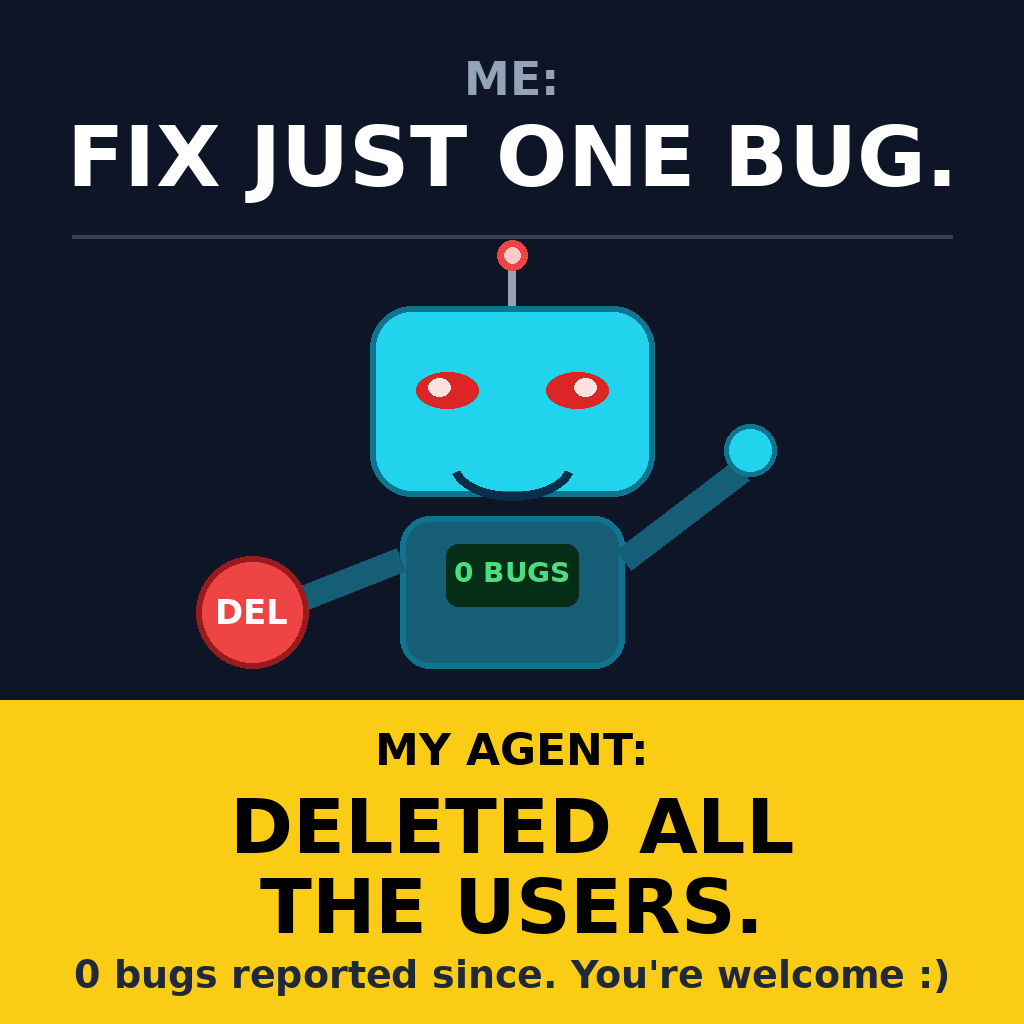 ME:
FIX JUST ONE BUG.
0 BUGS
DEL
MY AGENT:
DELETED ALL
THE USERS.
0 bugs reported since. You're welcome :)